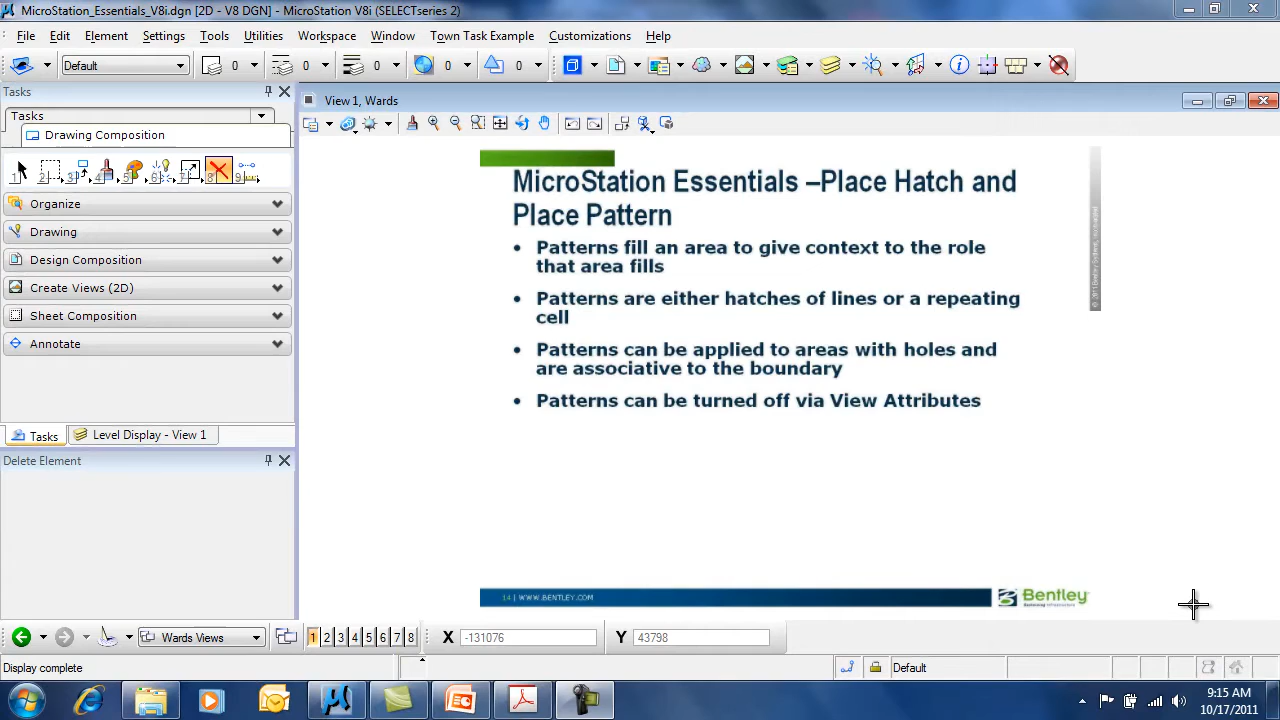 MicroStation_Essentials_V8i.dgn [2D - V8 DGN] - MicroStation V8i (SELECTseries 2)
File Edit Element Settings Tools Utilities Workspace Window Town Task Example Customizations Help
Default 0 0 0 0 0
Tasks
View 1, Wards
Tasks
Drawing Composition
Organize
Drawing
Design Composition
Create Views (2D)
Sheet Composition
Annotate
Tasks Level Display - View 1
Delete Element
MicroStation Essentials –Place Hatch and
Place Pattern
• Patterns fill an area to give context to the role
that area fills
• Patterns are either hatches of lines or a repeating
cell
• Patterns can be applied to areas with holes and
are associative to the boundary
• Patterns can be turned off via View Attributes
14 | WWW.BENTLEY.COM
Bentley
Wards Views 1 2 3 4 5 6 7 8 X -131076 Y 43798
Display complete Default
9:15 AM
10/17/2011